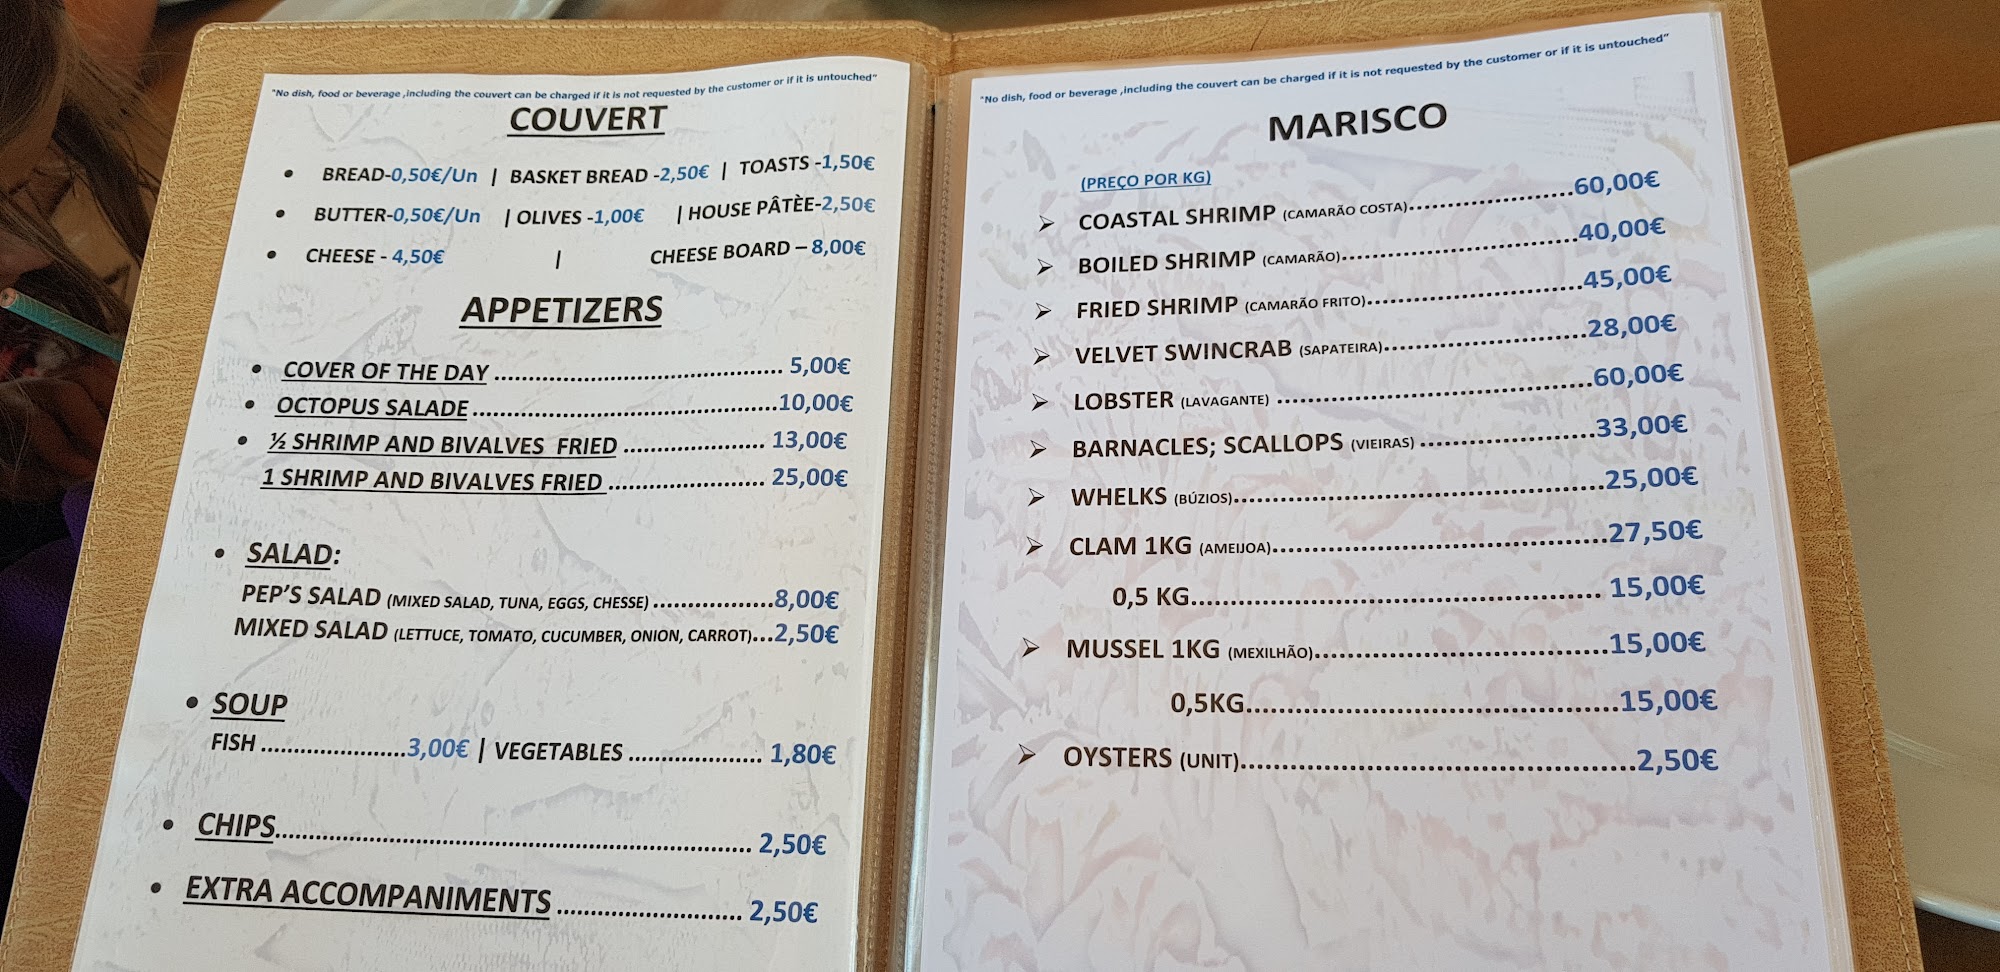 "No dish, food or beverage ,including the couvert can be charged if it is not requested by the customer or if it is untouched"
COUVERT
• BREAD-0,50€/Un | BASKET BREAD -2,50€ | TOASTS -1,50€
• BUTTER-0,50€/Un | OLIVES -1,00€ | HOUSE PÂTÈE-2,50€
• CHEESE - 4,50€ | CHEESE BOARD – 8,00€
APPETIZERS
• COVER OF THE DAY ........................................ 5,00€
• OCTOPUS SALADE ..........................................10,00€
• ½ SHRIMP AND BIVALVES FRIED .................... 13,00€
1 SHRIMP AND BIVALVES FRIED ...................... 25,00€
• SALAD:
PEP'S SALAD (MIXED SALAD, TUNA, EGGS, CHESSE) ..................8,00€
MIXED SALAD (LETTUCE, TOMATO, CUCUMBER, ONION, CARROT)...2,50€
• SOUP
FISH ......................3,00€ | VEGETABLES .................... 1,80€
• CHIPS...................................................................... 2,50€
• EXTRA ACCOMPANIMENTS ........................... 2,50€
"No dish, food or beverage ,including the couvert can be charged if it is not requested by the customer or if it is untouched"
MARISCO
(PREÇO POR KG)
➢ COASTAL SHRIMP (CAMARÃO COSTA)....................60,00€
➢ BOILED SHRIMP (CAMARÃO).............................40,00€
➢ FRIED SHRIMP (CAMARÃO FRITO)..........................45,00€
➢ VELVET SWINCRAB (SAPATEIRA).........................28,00€
➢ LOBSTER (LAVAGANTE) ......................................60,00€
➢ BARNACLES; SCALLOPS (VIEIRAS) .....................33,00€
➢ WHELKS (BÚZIOS)..............................................25,00€
➢ CLAM 1KG (AMEIJOA).........................................27,50€
0,5 KG.................................................... 15,00€
➢ MUSSEL 1KG (MEXILHÃO)....................................15,00€
0,5KG..............................................15,00€
➢ OYSTERS (UNIT)................................................2,50€